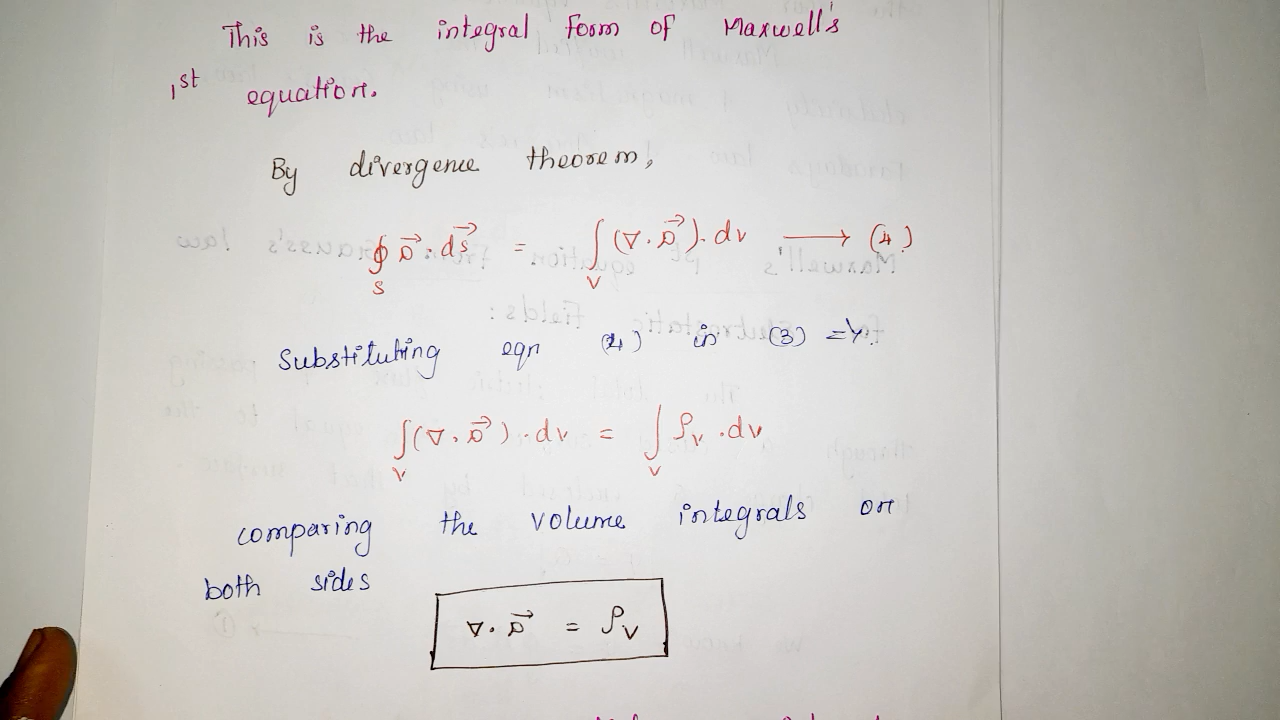 This is the integral form of Maxwell's
1st equation.
By divergence theorem,
∮S D⃗ . ds⃗ = ∫V (∇ . D⃗) . dv ⟶ (4)
Substituting eqn (4) in (3) =>
∫V (∇ . D⃗) . dv = ∫V ρv . dv
comparing the volume integrals on
both sides
∇ . D⃗ = ρv